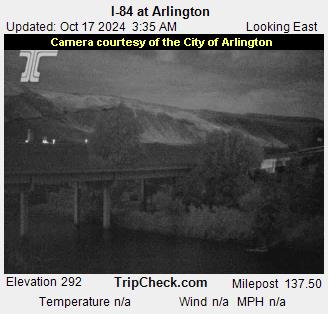 I-84 at Arlington
Updated: Oct 17 2024 3:35 AM Looking East
Camera courtesy of the City of Arlington
Elevation 292 TripCheck.com Milepost 137.50
Temperature n/a Wind n/a MPH n/a